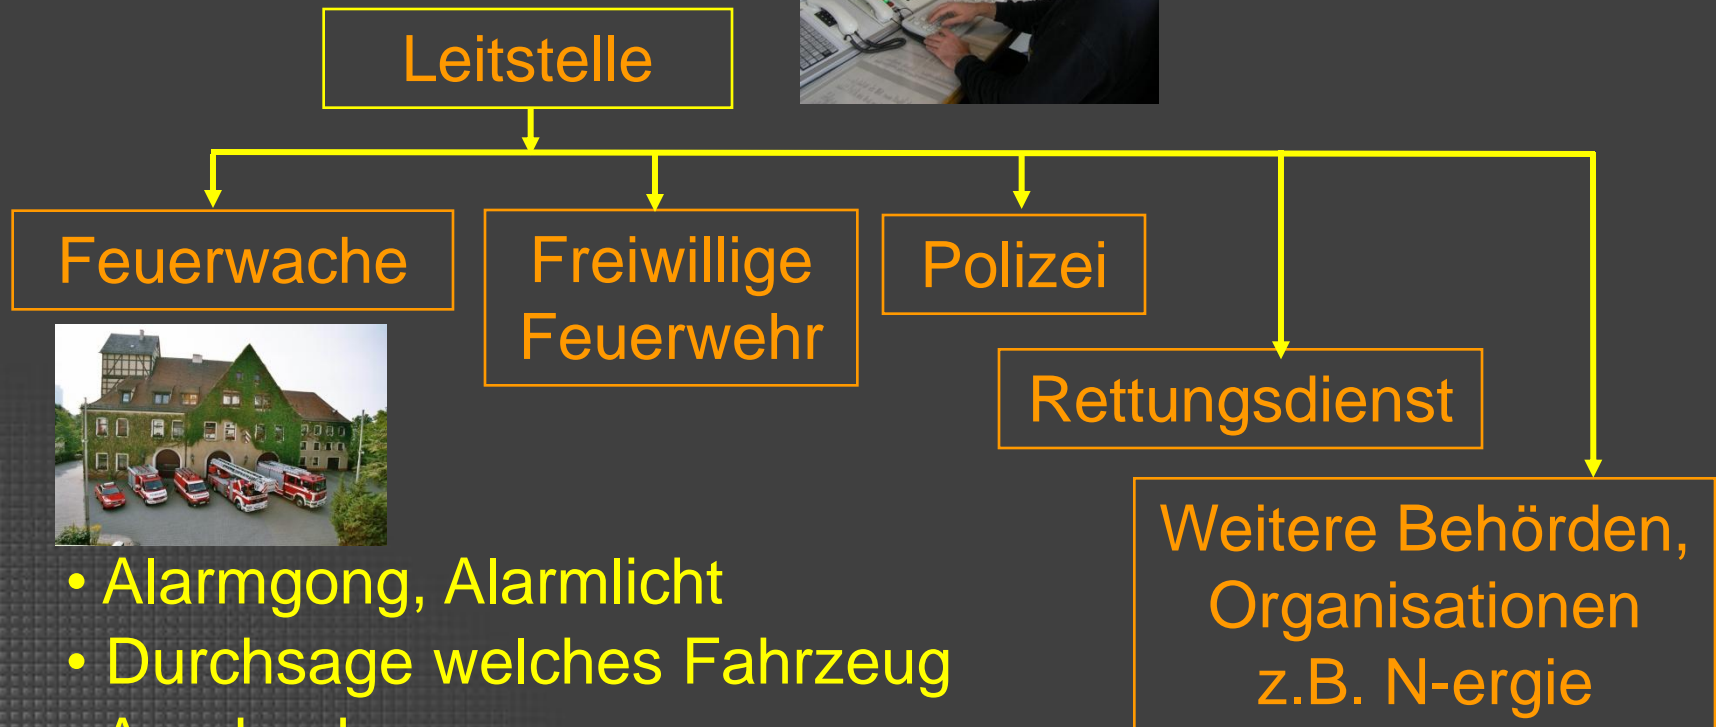 Leitstelle
Feuerwache
Freiwillige
Feuerwehr
Polizei
Rettungsdienst
Weitere Behörden,
Organisationen
z.B. N-ergie
• Alarmgong, Alarmlicht
• Durchsage welches Fahrzeug